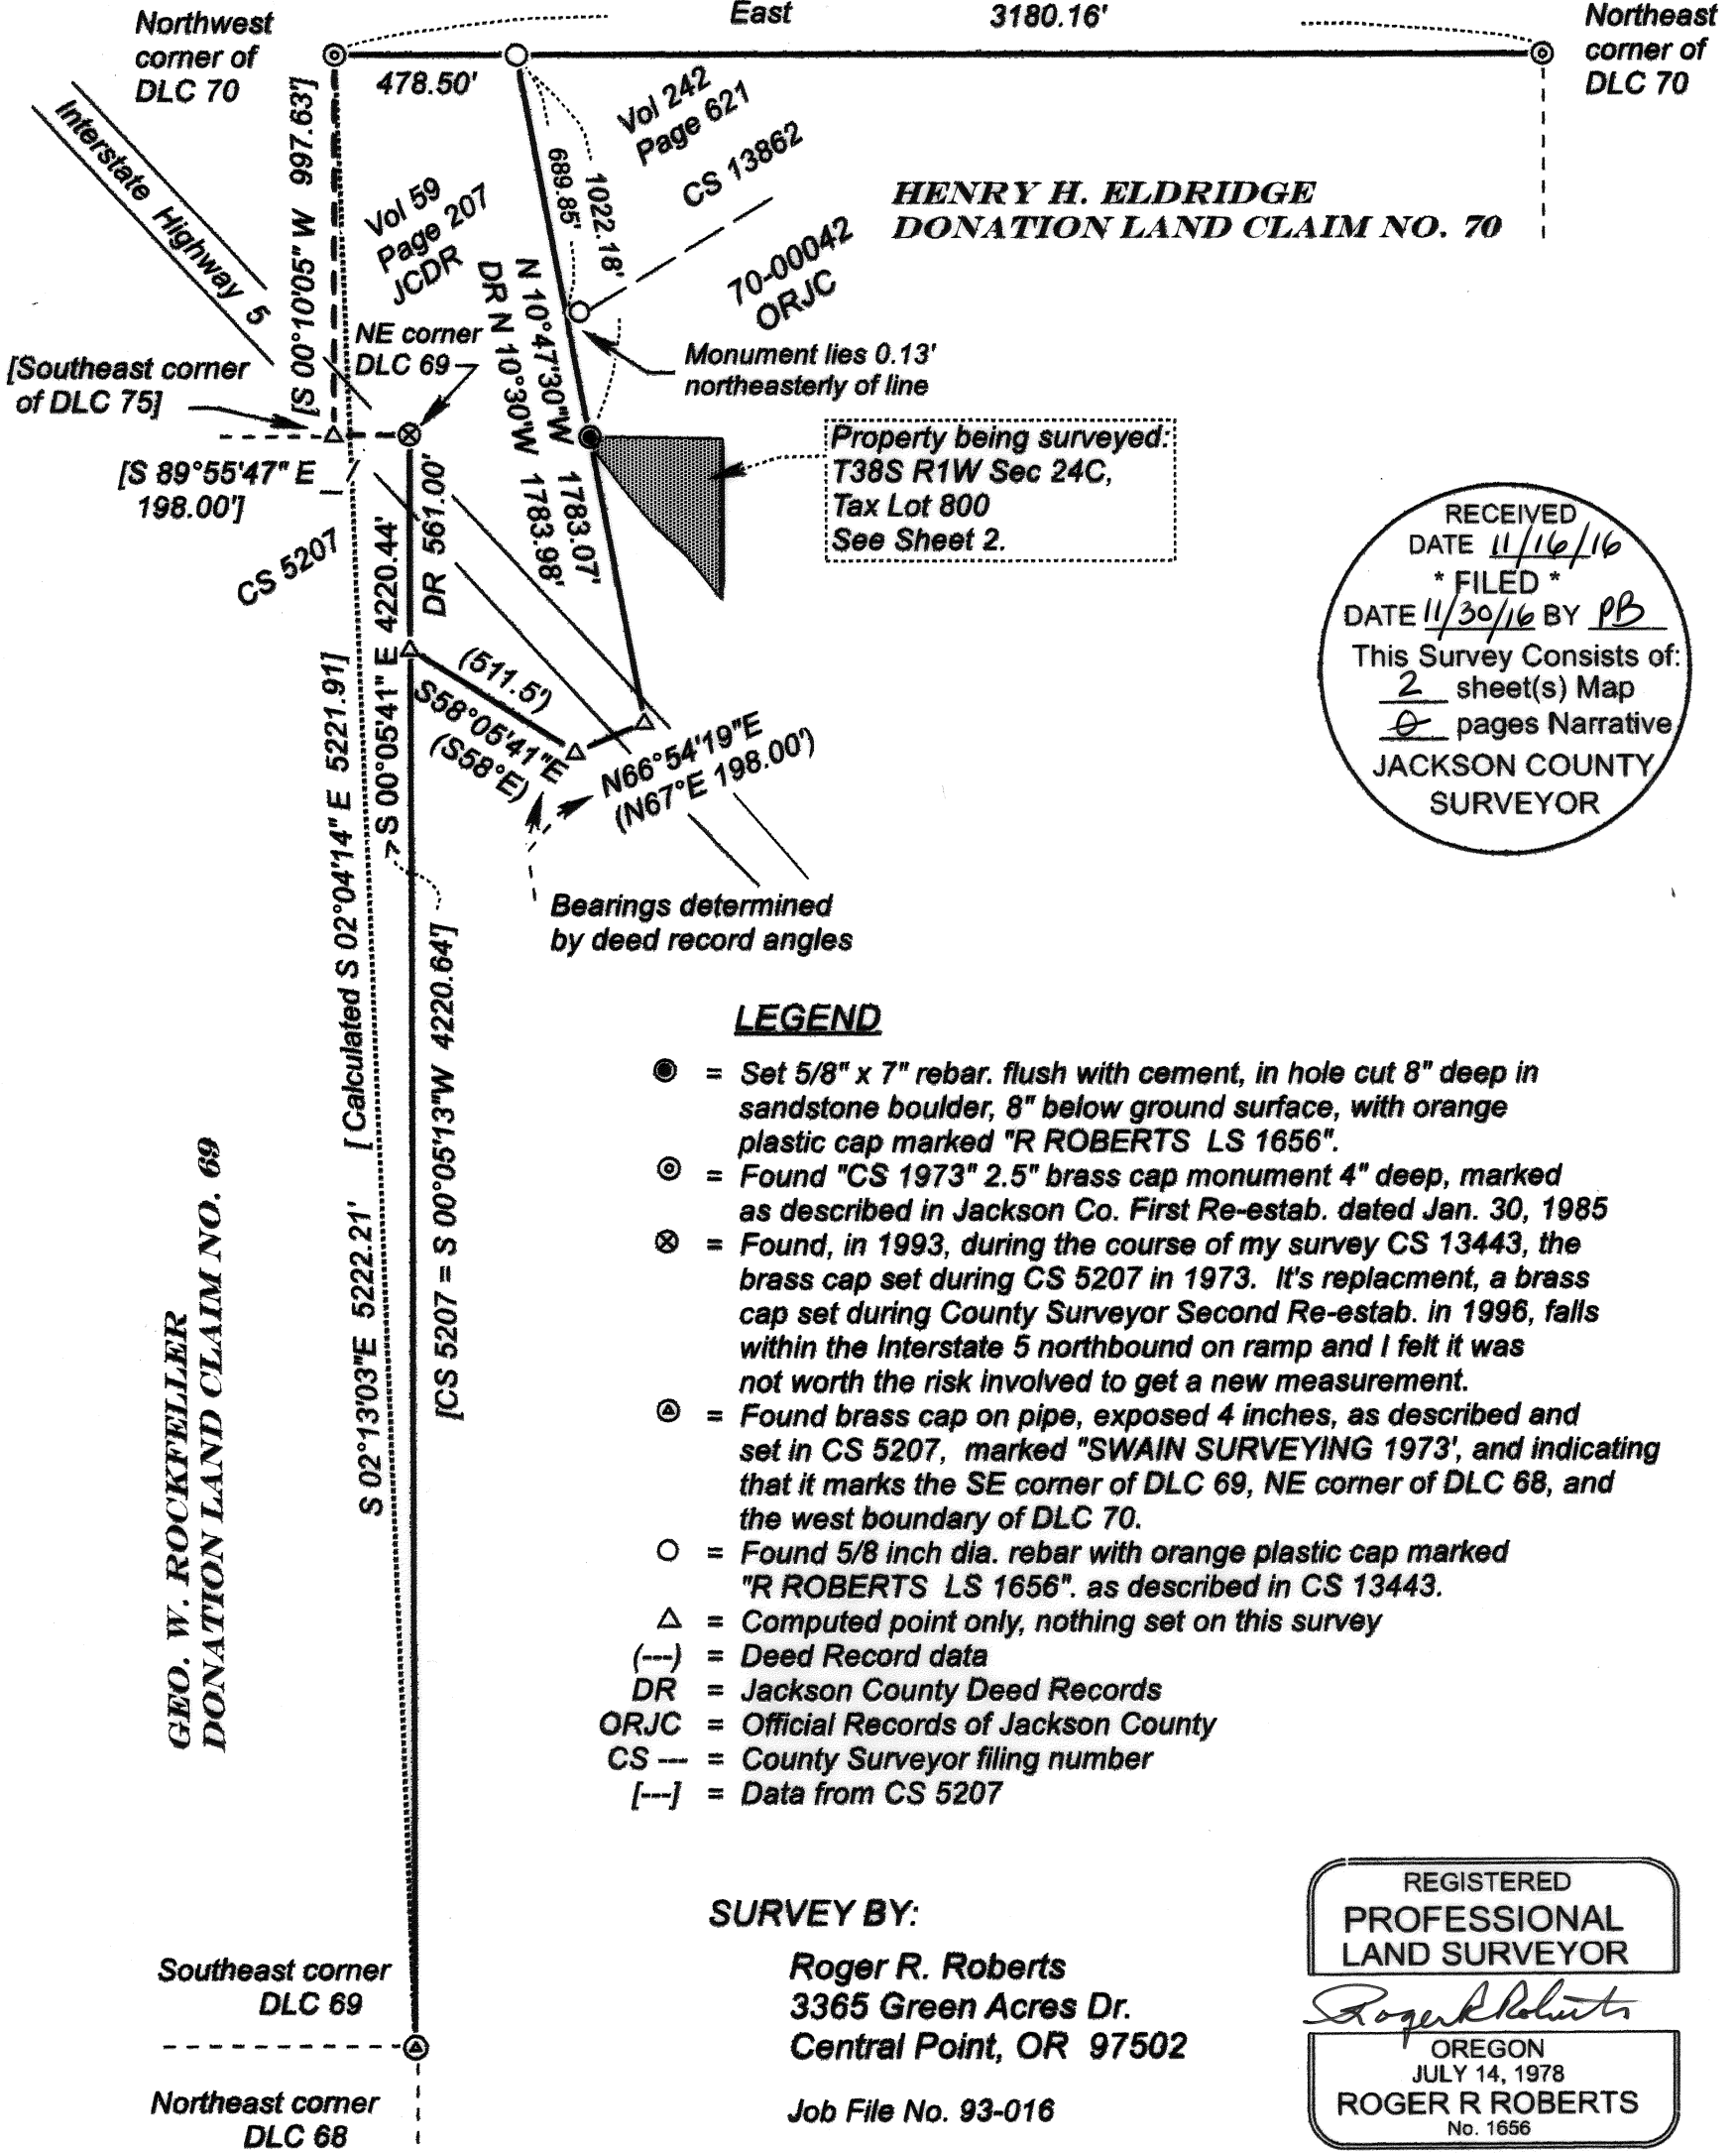 Northwest
corner of
DLC 70
East
3180.16'
Northeast
corner of
DLC 70
478.50'
Interstate Highway 5
[S 00°10'05" W 997.63']
Vol 59
Page 207
JCDR
689.85'
1022.18'
Vol 242
Page 621
CS 13862
70-00042
ORJC
HENRY H. ELDRIDGE
DONATION LAND CLAIM NO. 70
NE corner
DLC 69
N 10°47'30"W 1783.07'
DR N 10°30'W 1783.98'
Monument lies 0.13'
northeasterly of line
[Southeast corner
of DLC 75]
[S 89°55'47" E
198.00']
CS 5207
Property being surveyed:
T38S R1W Sec 24C,
Tax Lot 800
See Sheet 2.
S 00°05'41" E 4220.44'
DR 561.00'
(511.5')
S58°05'41"E
(S58°E)
N66°54'19"E
(N67°E 198.00')
Bearings determined
by deed record angles
RECEIVED
DATE 11/16/16
* FILED *
DATE 11/30/16 BY PB
This Survey Consists of:
2 sheet(s) Map
0 pages Narrative
JACKSON COUNTY
SURVEYOR
S 02°13'03"E 5222.21' [Calculated S 02°04'14" E 5221.91]
[CS 5207 = S 00°05'13"W 4220.64']
GEO. W. ROCKFELLER
DONATION LAND CLAIM NO. 69
LEGEND
= Set 5/8" x 7" rebar. flush with cement, in hole cut 8" deep in
sandstone boulder, 8" below ground surface, with orange
plastic cap marked "R ROBERTS LS 1656".
= Found "CS 1973" 2.5" brass cap monument 4" deep, marked
as described in Jackson Co. First Re-estab. dated Jan. 30, 1985
= Found, in 1993, during the course of my survey CS 13443, the
brass cap set during CS 5207 in 1973. It's replacment, a brass
cap set during County Surveyor Second Re-estab. in 1996, falls
within the Interstate 5 northbound on ramp and I felt it was
not worth the risk involved to get a new measurement.
= Found brass cap on pipe, exposed 4 inches, as described and
set in CS 5207, marked "SWAIN SURVEYING 1973', and indicating
that it marks the SE corner of DLC 69, NE corner of DLC 68, and
the west boundary of DLC 70.
= Found 5/8 inch dia. rebar with orange plastic cap marked
"R ROBERTS LS 1656". as described in CS 13443.
= Computed point only, nothing set on this survey
(---) = Deed Record data
DR = Jackson County Deed Records
ORJC = Official Records of Jackson County
CS --- = County Surveyor filing number
[---] = Data from CS 5207
Southeast corner
DLC 69
Northeast corner
DLC 68
SURVEY BY:
Roger R. Roberts
3365 Green Acres Dr.
Central Point, OR 97502
Job File No. 93-016
REGISTERED
PROFESSIONAL
LAND SURVEYOR
Roger R Roberts
OREGON
JULY 14, 1978
ROGER R ROBERTS
No. 1656